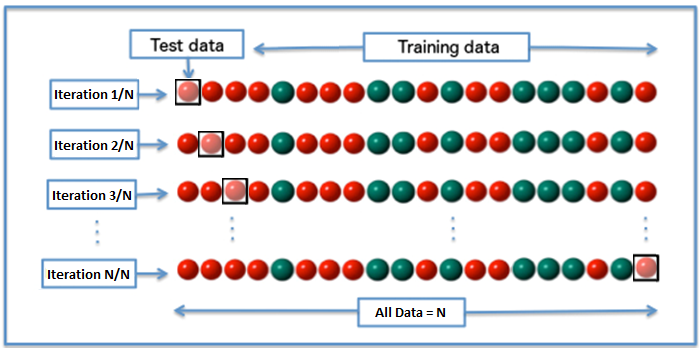 Test data
Training data
Iteration 1/N
Iteration 2/N
Iteration 3/N
Iteration N/N
All Data = N